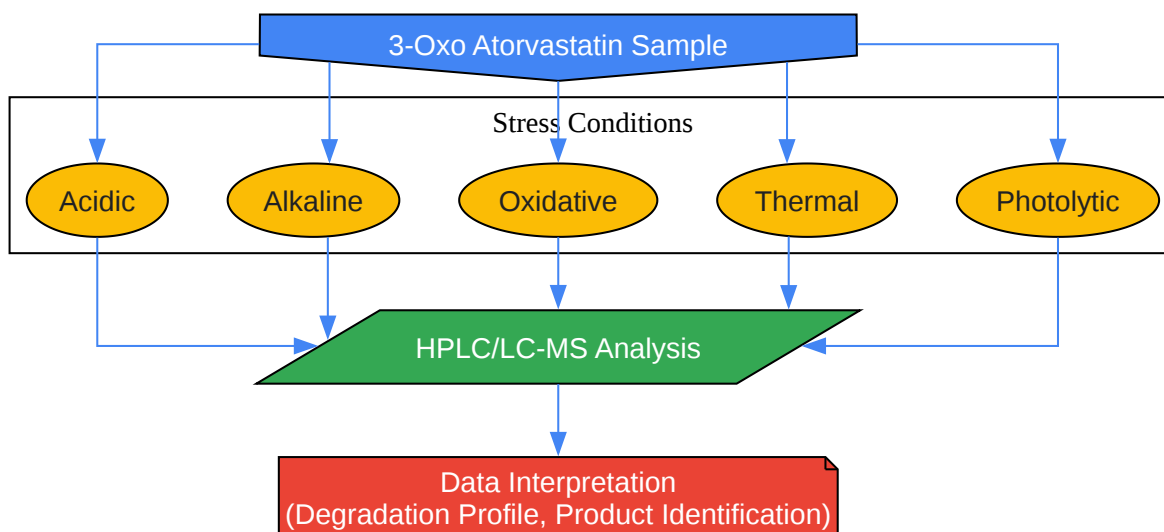 3-Oxo Atorvastatin Sample
Stress Conditions
Acidic
Alkaline
Oxidative
Thermal
Photolytic
HPLC/LC-MS Analysis
Data Interpretation
(Degradation Profile, Product Identification)